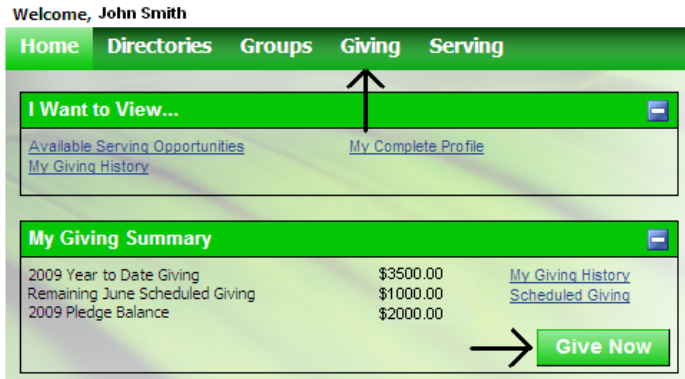 Welcome, John Smith
Home Directories Groups Giving Serving
I Want to View...
Available Serving Opportunities My Complete Profile
My Giving History
My Giving Summary
2009 Year to Date Giving $3500.00 My Giving History
Remaining June Scheduled Giving $1000.00 Scheduled Giving
2009 Pledge Balance $2000.00
Give Now